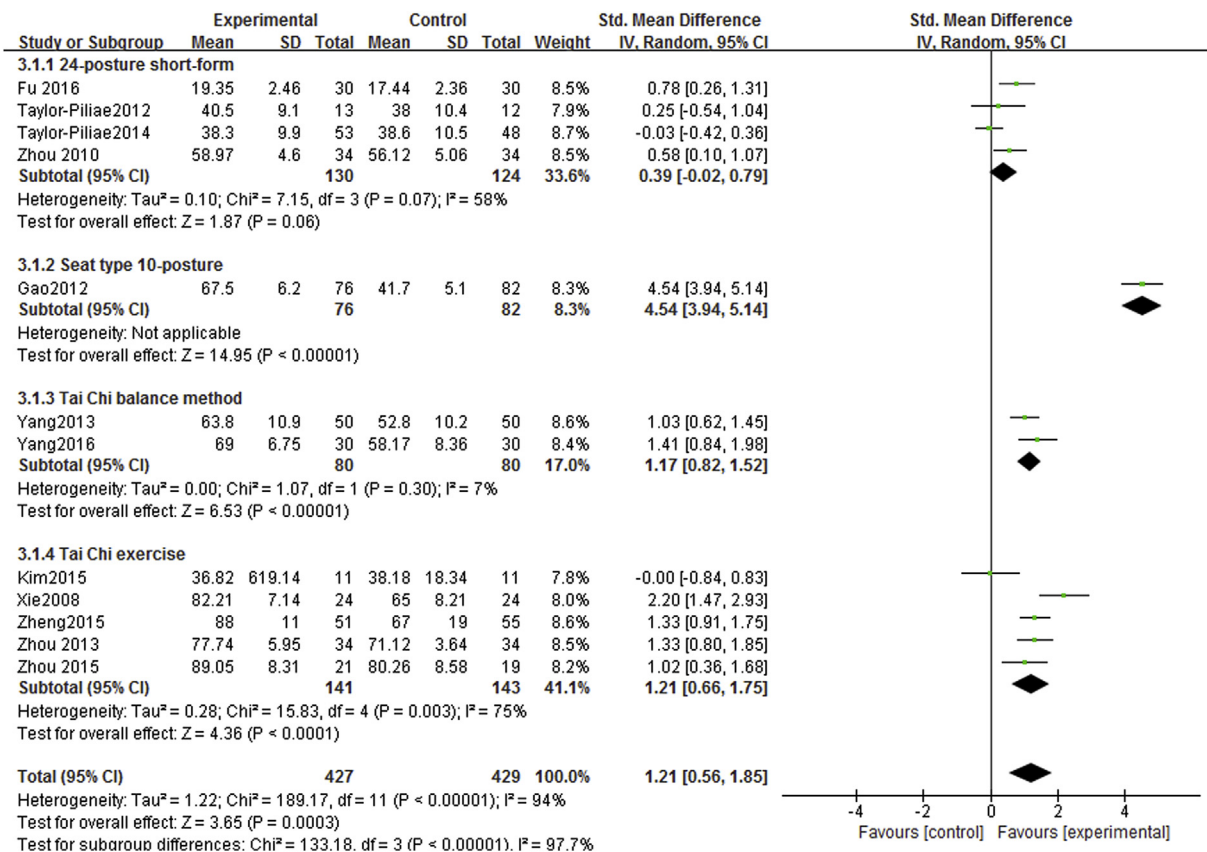 Experimental Control Std. Mean Difference Std. Mean Difference
Study or Subgroup Mean SD Total Mean SD Total Weight IV, Random, 95% CI IV, Random, 95% CI
3.1.1 24-posture short-form
Fu 2016 19.35 2.46 30 17.44 2.36 30 8.5% 0.78 [0.26, 1.31]
Taylor-Piliae2012 40.5 9.1 13 38 10.4 12 7.9% 0.25 [-0.54, 1.04]
Taylor-Piliae2014 38.3 9.9 53 38.6 10.5 48 8.7% -0.03 [-0.42, 0.36]
Zhou 2010 58.97 4.6 34 56.12 5.06 34 8.5% 0.58 [0.10, 1.07]
Subtotal (95% CI) 130 124 33.6% 0.39 [-0.02, 0.79]
Heterogeneity: Tau² = 0.10; Chi² = 7.15, df = 3 (P = 0.07); I² = 58%
Test for overall effect: Z = 1.87 (P = 0.06)
3.1.2 Seat type 10-posture
Gao2012 67.5 6.2 76 41.7 5.1 82 8.3% 4.54 [3.94, 5.14]
Subtotal (95% CI) 76 82 8.3% 4.54 [3.94, 5.14]
Heterogeneity: Not applicable
Test for overall effect: Z = 14.95 (P < 0.00001)
3.1.3 Tai Chi balance method
Yang2013 63.8 10.9 50 52.8 10.2 50 8.6% 1.03 [0.62, 1.45]
Yang2016 69 6.75 30 58.17 8.36 30 8.4% 1.41 [0.84, 1.98]
Subtotal (95% CI) 80 80 17.0% 1.17 [0.82, 1.52]
Heterogeneity: Tau² = 0.00; Chi² = 1.07, df = 1 (P = 0.30); I² = 7%
Test for overall effect: Z = 6.53 (P < 0.00001)
3.1.4 Tai Chi exercise
Kim2015 36.82 619.14 11 38.18 18.34 11 7.8% -0.00 [-0.84, 0.83]
Xie2008 82.21 7.14 24 65 8.21 24 8.0% 2.20 [1.47, 2.93]
Zheng2015 88 11 51 67 19 55 8.6% 1.33 [0.91, 1.75]
Zhou 2013 77.74 5.95 34 71.12 3.64 34 8.5% 1.33 [0.80, 1.85]
Zhou 2015 89.05 8.31 21 80.26 8.58 19 8.2% 1.02 [0.36, 1.68]
Subtotal (95% CI) 141 143 41.1% 1.21 [0.66, 1.75]
Heterogeneity: Tau² = 0.28; Chi² = 15.83, df = 4 (P = 0.003); I² = 75%
Test for overall effect: Z = 4.36 (P < 0.0001)
Total (95% CI) 427 429 100.0% 1.21 [0.56, 1.85]
Heterogeneity: Tau² = 1.22; Chi² = 189.17, df = 11 (P < 0.00001); I² = 94%
Test for overall effect: Z = 3.65 (P = 0.0003)
Test for subgroup differences: Chi² = 133.18, df = 3 (P < 0.00001), I² = 97.7%
-4 -2 0 2 4
Favours [control] Favours [experimental]